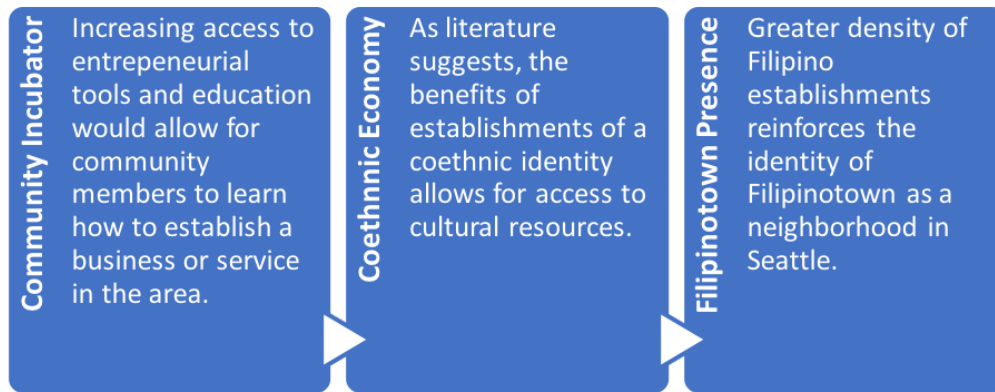 Community Incubator
Increasing access to
entrepeneurial
tools and education
would allow for
community
members to learn
how to establish a
business or service
in the area.
Coethnnic Economy
As literature
suggests, the
benefits of
establishments of a
coethnic identity
allows for access to
cultural resources.
Filipinotown Presence
Greater density of
Filipino
establishments
reinforces the
identity of
Filipinotown as a
neighborhood in
Seattle.